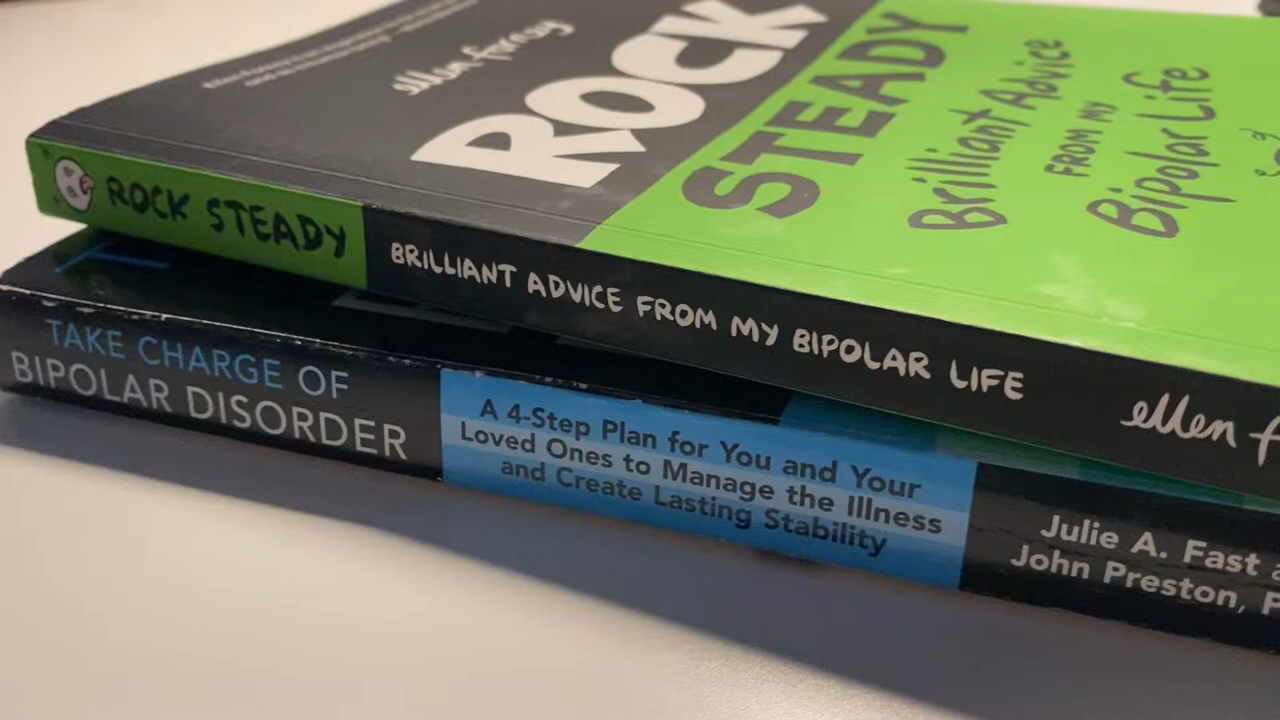 ellen forney
ROCK
STEADY
Brilliant Advice
FROM MY
Bipolar Life
ROCK STEADY
BRILLIANT ADVICE FROM MY BIPOLAR LIFE
ellen f
TAKE CHARGE OF
BIPOLAR DISORDER
A 4-Step Plan for You and Your
Loved Ones to Manage the Illness
and Create Lasting Stability
Julie A. Fast a
John Preston, P